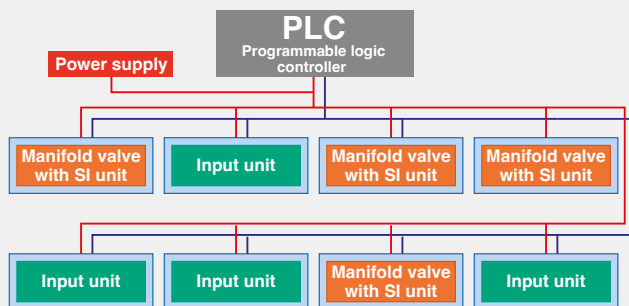 PLC
Programmable logic
controller
Power supply
Manifold valve
with SI unit
Input unit
Manifold valve
with SI unit
Manifold valve
with SI unit
Input unit
Input unit
Manifold valve
with SI unit
Input unit